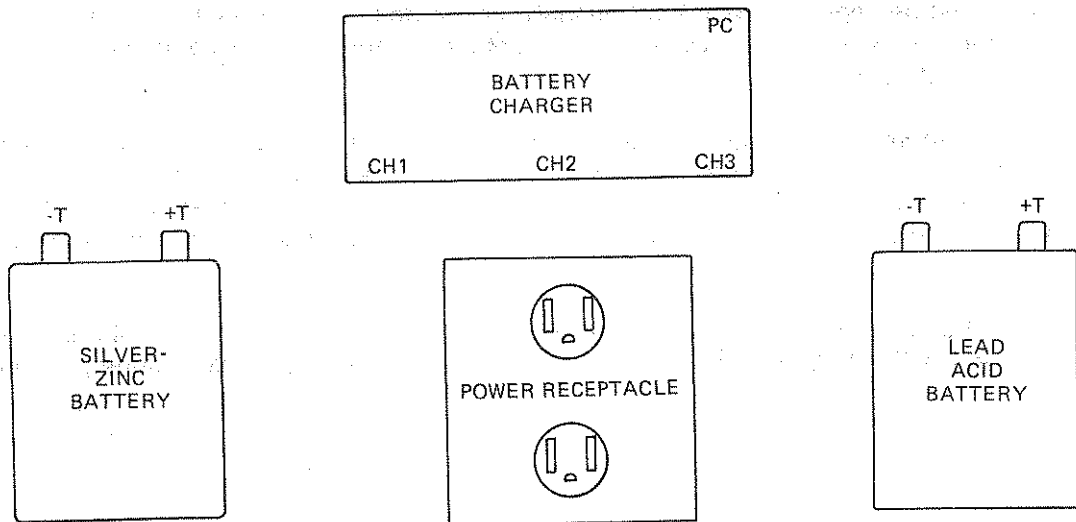 PC
BATTERY
CHARGER
CH1 CH2 CH3
-T +T
-T +T
SILVER-
ZINC
BATTERY
POWER RECEPTACLE
LEAD
ACID
BATTERY